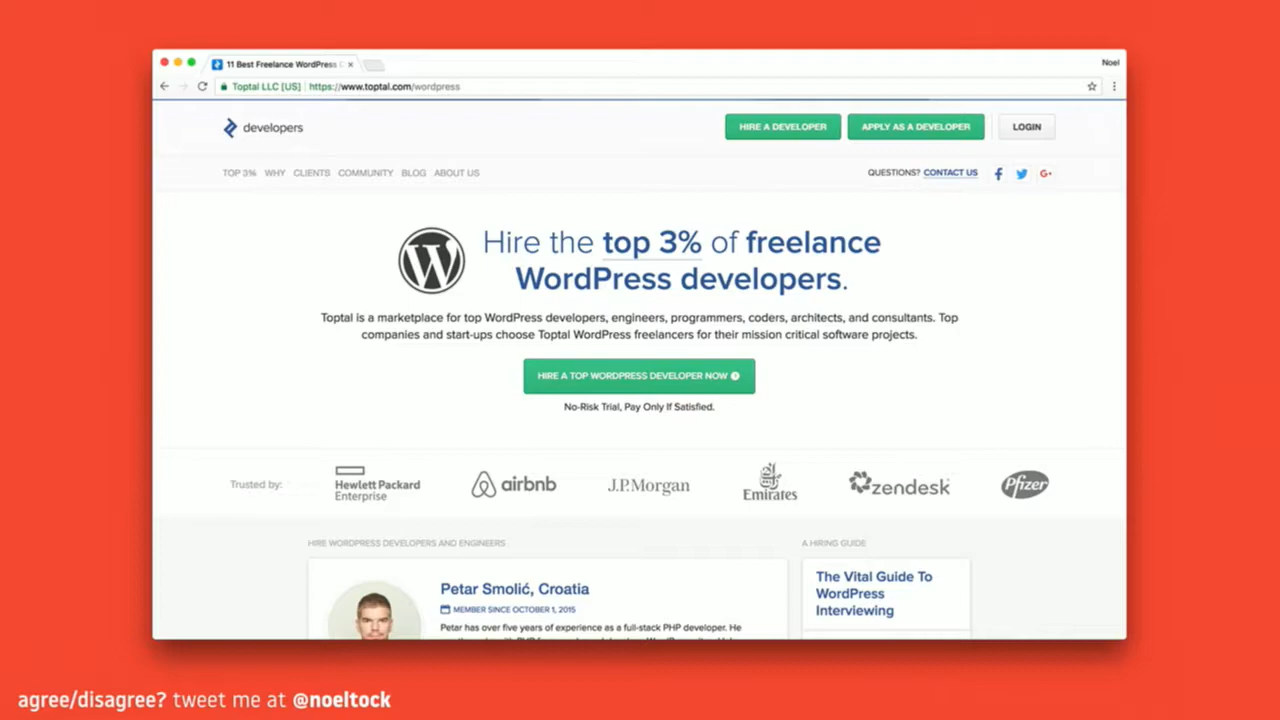 11 Best Freelance WordPress
Noel
Toptal LLC [US] https://www.toptal.com/wordpress
developers
HIRE A DEVELOPER
APPLY AS A DEVELOPER
LOGIN
TOP 3% WHY CLIENTS COMMUNITY BLOG ABOUT US
QUESTIONS? CONTACT US
Hire the top 3% of freelance
WordPress developers.
Toptal is a marketplace for top WordPress developers, engineers, programmers, coders, architects, and consultants. Top
companies and start-ups choose Toptal WordPress freelancers for their mission critical software projects.
HIRE A TOP WORDPRESS DEVELOPER NOW
No-Risk Trial, Pay Only If Satisfied.
Trusted by:
Hewlett Packard
Enterprise
airbnb
J.P.Morgan
Emirates
zendesk
Pfizer
HIRE WORDPRESS DEVELOPERS AND ENGINEERS
A HIRING GUIDE
Petar Smolić, Croatia
MEMBER SINCE OCTOBER 1, 2015
Petar has over five years of experience as a full-stack PHP developer. He
The Vital Guide To
WordPress
Interviewing
agree/disagree? tweet me at @noeltock